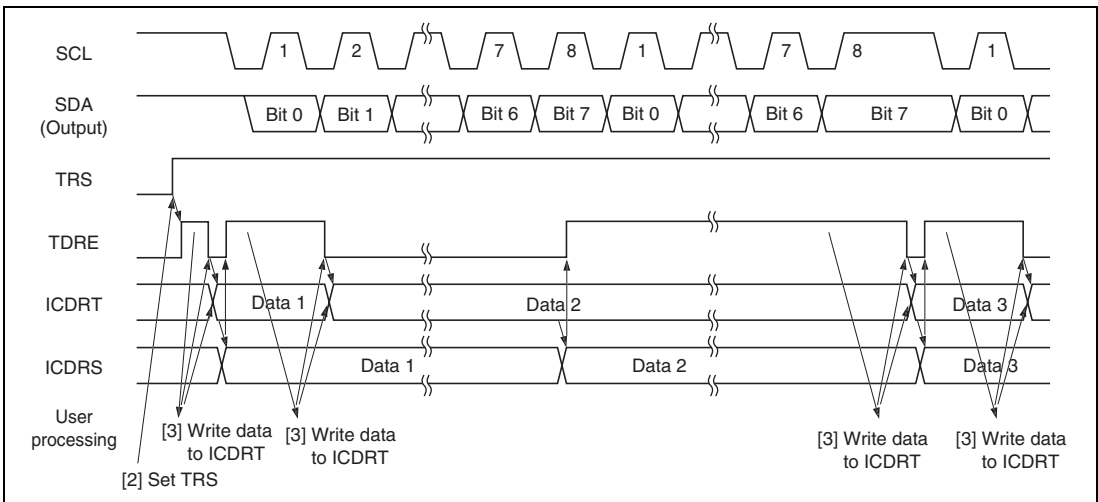 SCL 1 2 7 8 1 7 8 1
SDA
(Output) Bit 0 Bit 1 Bit 6 Bit 7 Bit 0 Bit 6 Bit 7 Bit 0
TRS
TDRE
ICDRT Data 1 Data 2 Data 3
ICDRS Data 1 Data 2 Data 3
User
processing
[3] Write data
to ICDRT
[3] Write data
to ICDRT
[3] Write data
to ICDRT
[3] Write data
to ICDRT
[2] Set TRS